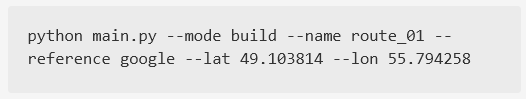 python main.py --mode build --name route_01 --
reference google --lat 49.103814 --lon 55.794258